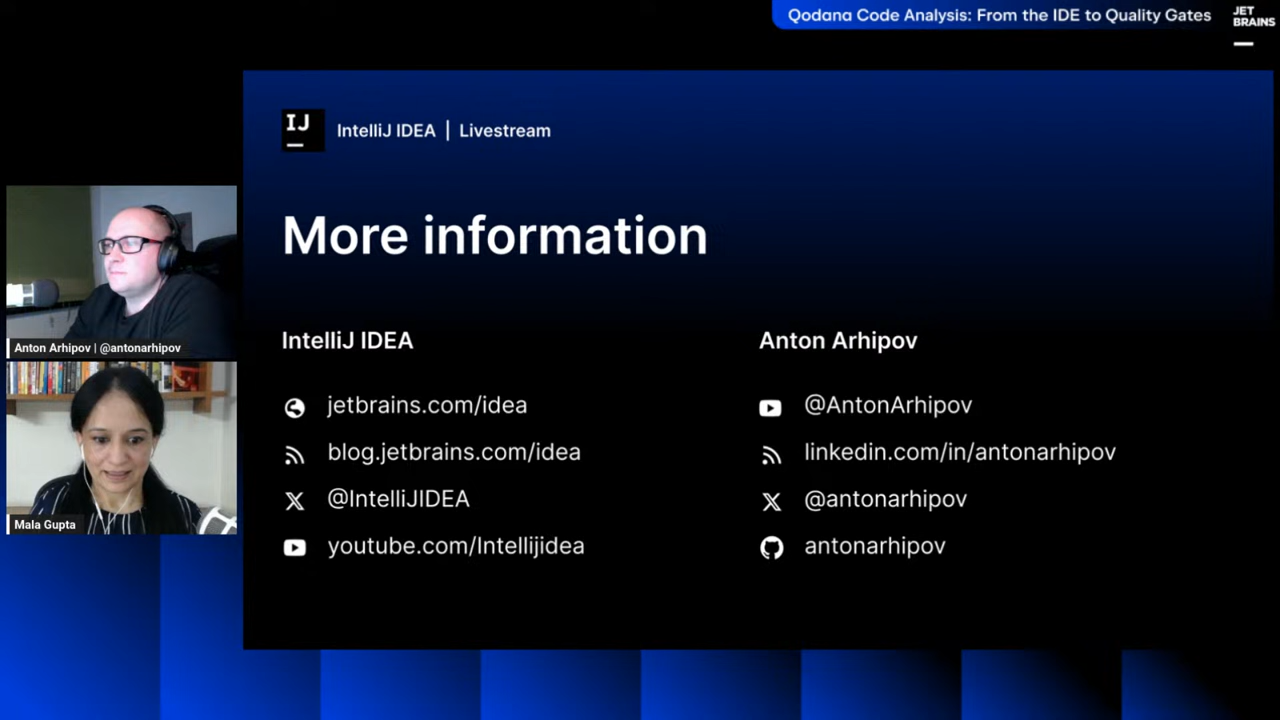 Qodana Code Analysis: From the IDE to Quality Gates
JET
BRAINS
IJ
IntelliJ IDEA | Livestream
More information
IntelliJ IDEA
jetbrains.com/idea
blog.jetbrains.com/idea
@IntelliJIDEA
youtube.com/Intellijidea
Anton Arhipov
@AntonArhipov
linkedin.com/in/antonarhipov
@antonarhipov
antonarhipov
Anton Arhipov | @antonarhipov
Mala Gupta